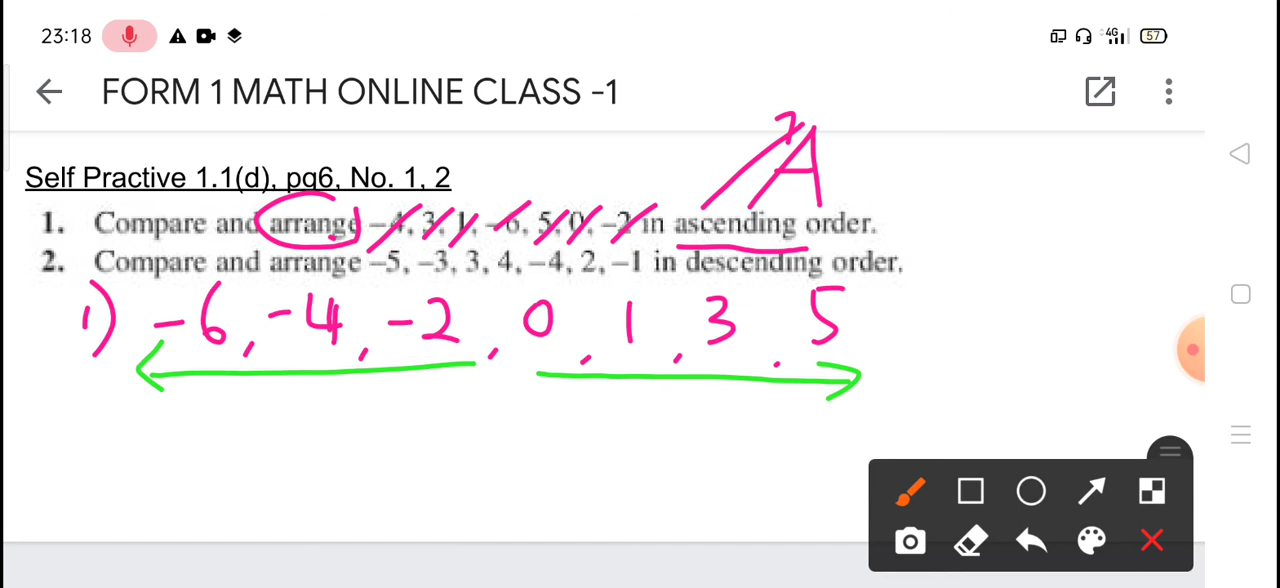 23:18 4G 57
FORM 1 MATH ONLINE CLASS -1
A
Self Practive 1.1(d), pg6, No. 1, 2
1. Compare and arrange −4, 3, 1, −6, 5, 0, −2 in ascending order.
2. Compare and arrange −5, −3, 3, 4, −4, 2, −1 in descending order.
1) -6, -4, -2, 0, 1, 3, 5